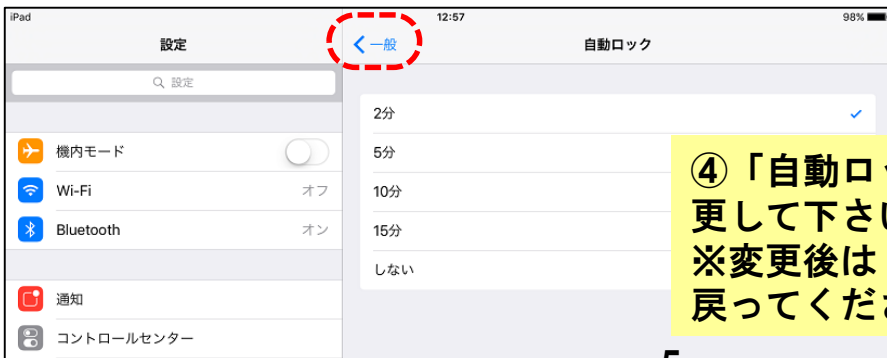 iPad
12:57
98%
設定
一般
自動ロック
設定
2分
機内モード
5分
Wi-Fi
オフ
10分
Bluetooth
オン
15分
しない
通知
コントロールセンター
④「自動ロ
更して下さ
※変更後は
戻ってくだ